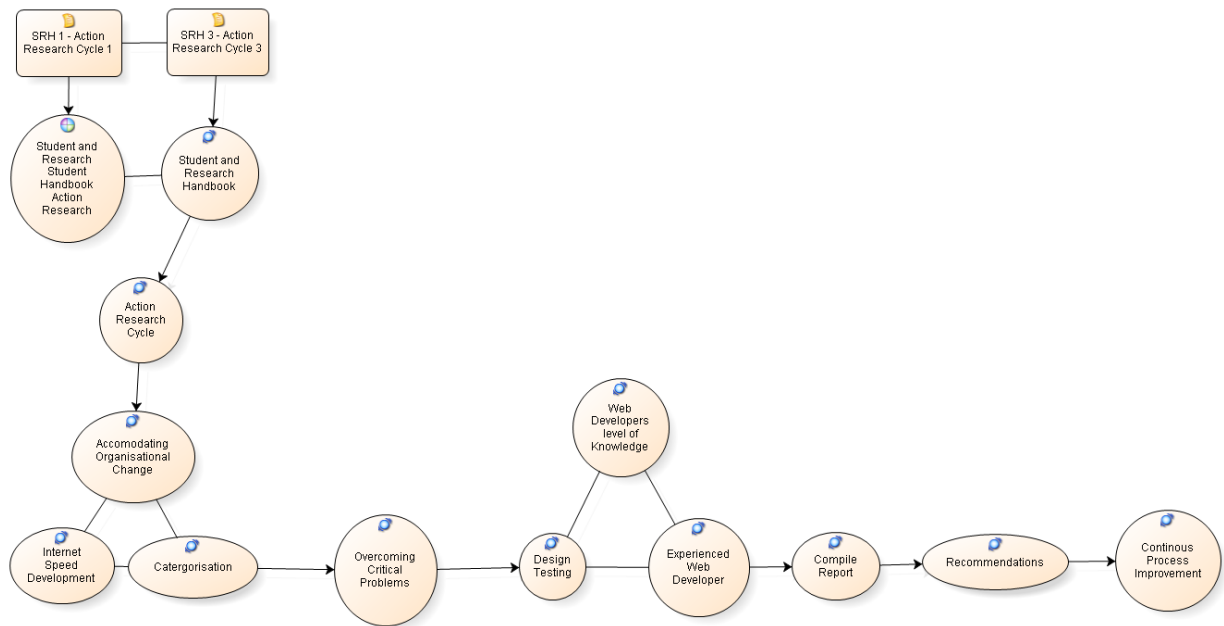 SRH 1 - Action
Research Cycle 1
SRH 3 - Action
Research Cycle 3
Student and
Research
Student
Handbook
Action
Research
Student and
Research
Handbook
Action
Research
Cycle
Accomodating
Organisational
Change
Internet
Speed
Development
Catergorisation
Overcoming
Critical
Problems
Design
Testing
Web
Developers
level of
Knowledge
Experienced
Web
Developer
Compile
Report
Recommendations
Continous
Process
Improvement